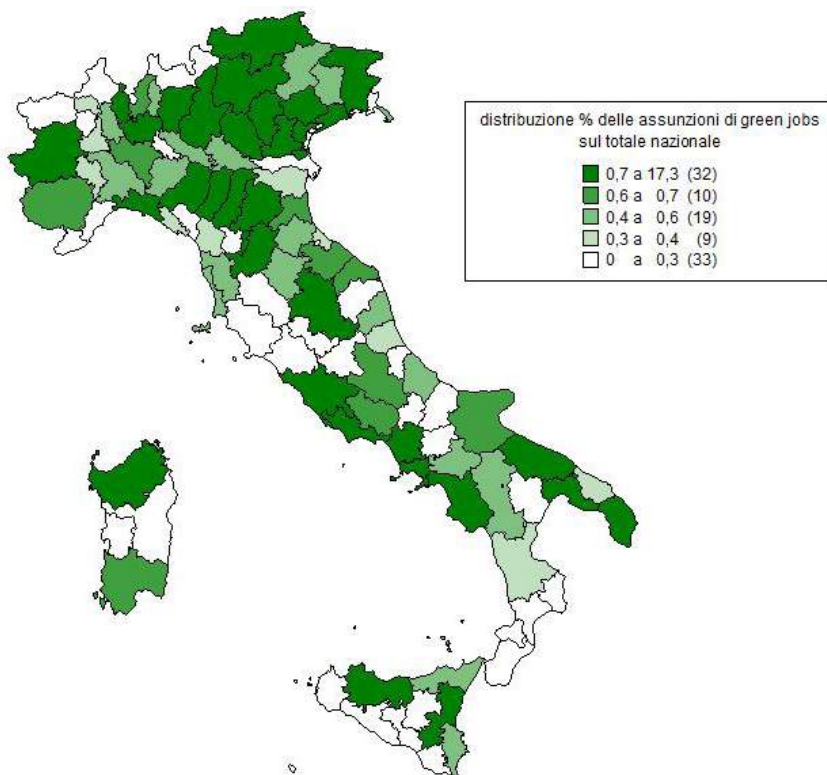 distribuzione % delle assunzioni di green jobs
sul totale nazionale
0,7 a 17,3 (32)
0,6 a 0,7 (10)
0,4 a 0,6 (19)
0,3 a 0,4 (9)
0 a 0,3 (33)